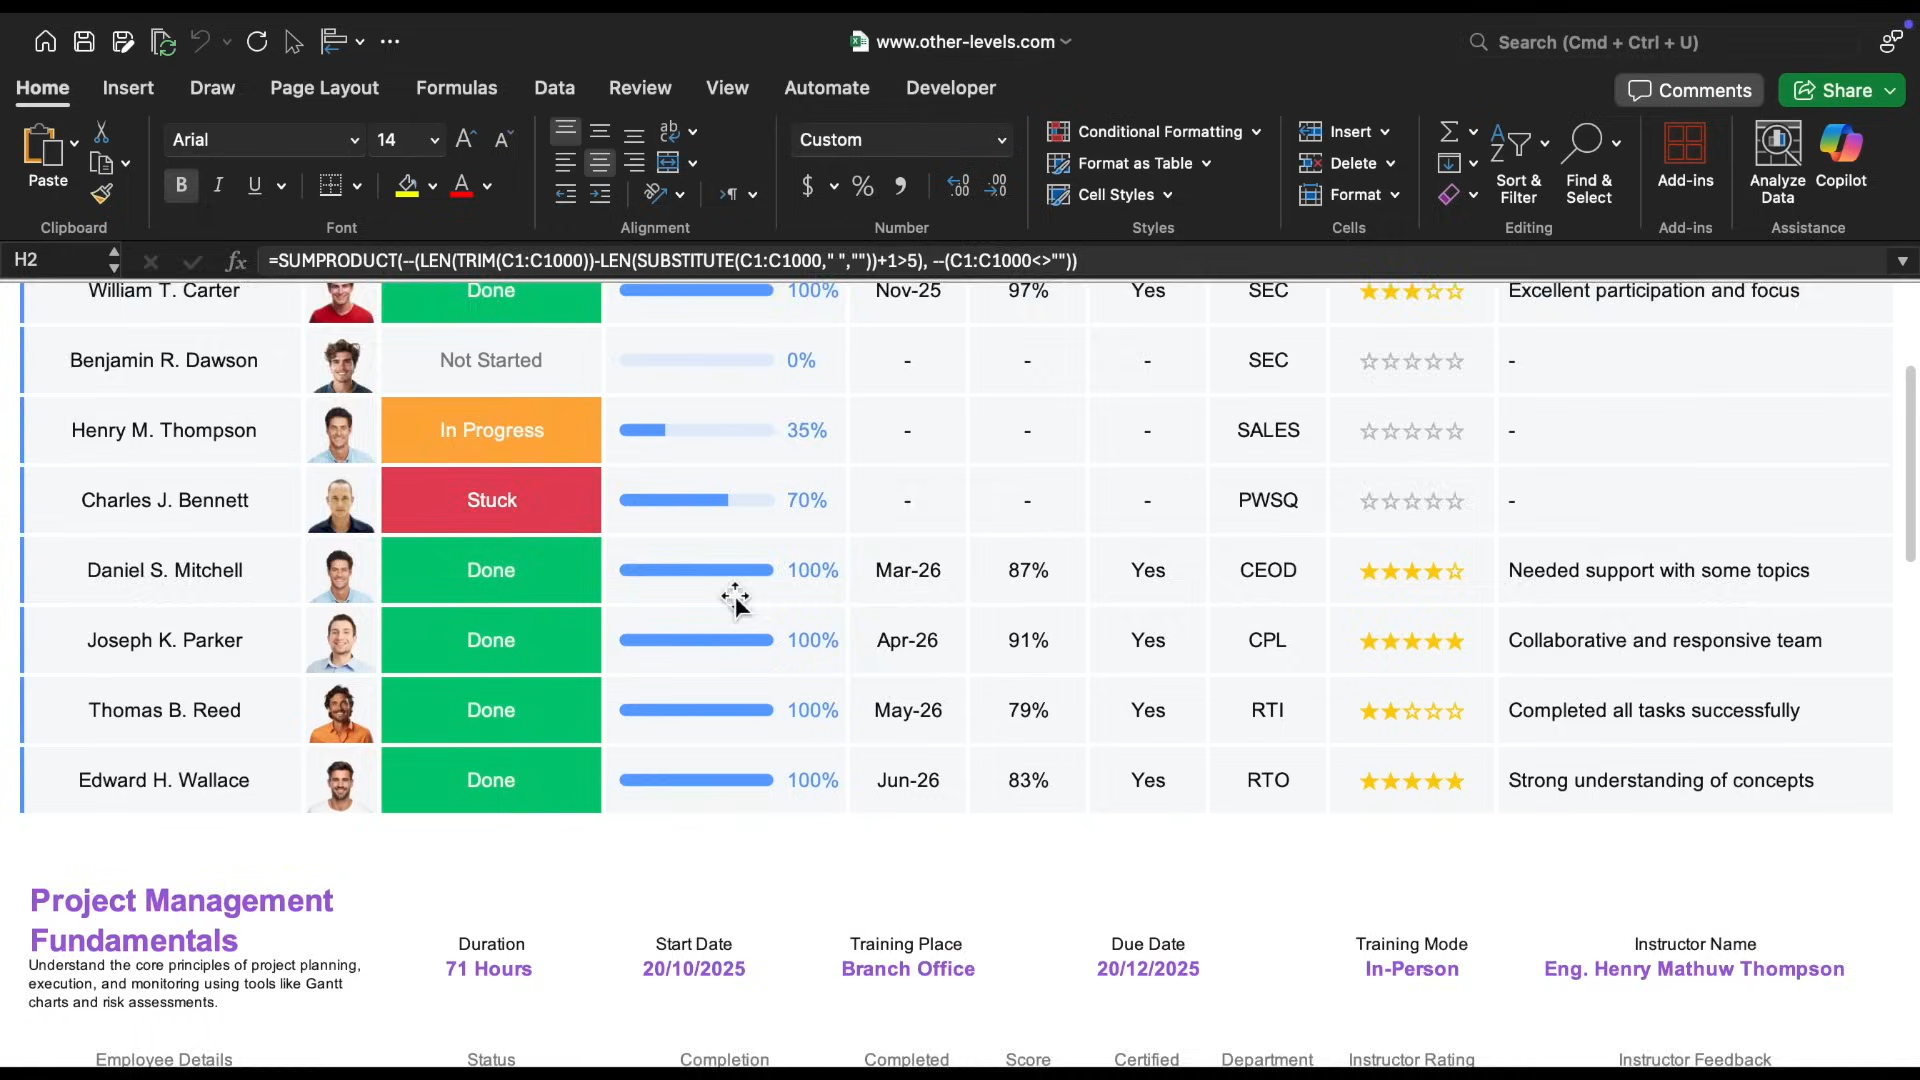 www.other-levels.com
Search (Cmd + Ctrl + U)
Home Insert Draw Page Layout Formulas Data Review View Automate Developer
Comments Share
Paste
Arial 14
B I U A
ab
Custom
$ % 9 .00 .00
Conditional Formatting
Format as Table
Cell Styles
Insert
Delete
Format
Sort & Filter
Find & Select
Add-ins
Analyze Data
Copilot
Clipboard Font Alignment Number Styles Cells Editing Add-ins Assistance
H2 fx =SUMPRODUCT(--(LEN(TRIM(C1:C1000))-LEN(SUBSTITUTE(C1:C1000," ",""))+1>5), --(C1:C1000<>""))
William T. Carter Done 100% Nov-25 97% Yes SEC ★★★☆☆ Excellent participation and focus
Benjamin R. Dawson Not Started 0% - - - SEC ☆☆☆☆☆ -
Henry M. Thompson In Progress 35% - - - SALES ☆☆☆☆☆ -
Charles J. Bennett Stuck 70% - - - PWSQ ☆☆☆☆☆ -
Daniel S. Mitchell Done 100% Mar-26 87% Yes CEOD ★★★★☆ Needed support with some topics
Joseph K. Parker Done 100% Apr-26 91% Yes CPL ★★★★★ Collaborative and responsive team
Thomas B. Reed Done 100% May-26 79% Yes RTI ★★☆☆☆ Completed all tasks successfully
Edward H. Wallace Done 100% Jun-26 83% Yes RTO ★★★★★ Strong understanding of concepts
Project Management
Fundamentals
Understand the core principles of project planning,
execution, and monitoring using tools like Gantt
charts and risk assessments.
Duration Start Date Training Place Due Date Training Mode Instructor Name
71 Hours 20/10/2025 Branch Office 20/12/2025 In-Person Eng. Henry Mathuw Thompson
Employee Details Status Completion Completed Score Certified Department Instructor Rating Instructor Feedback